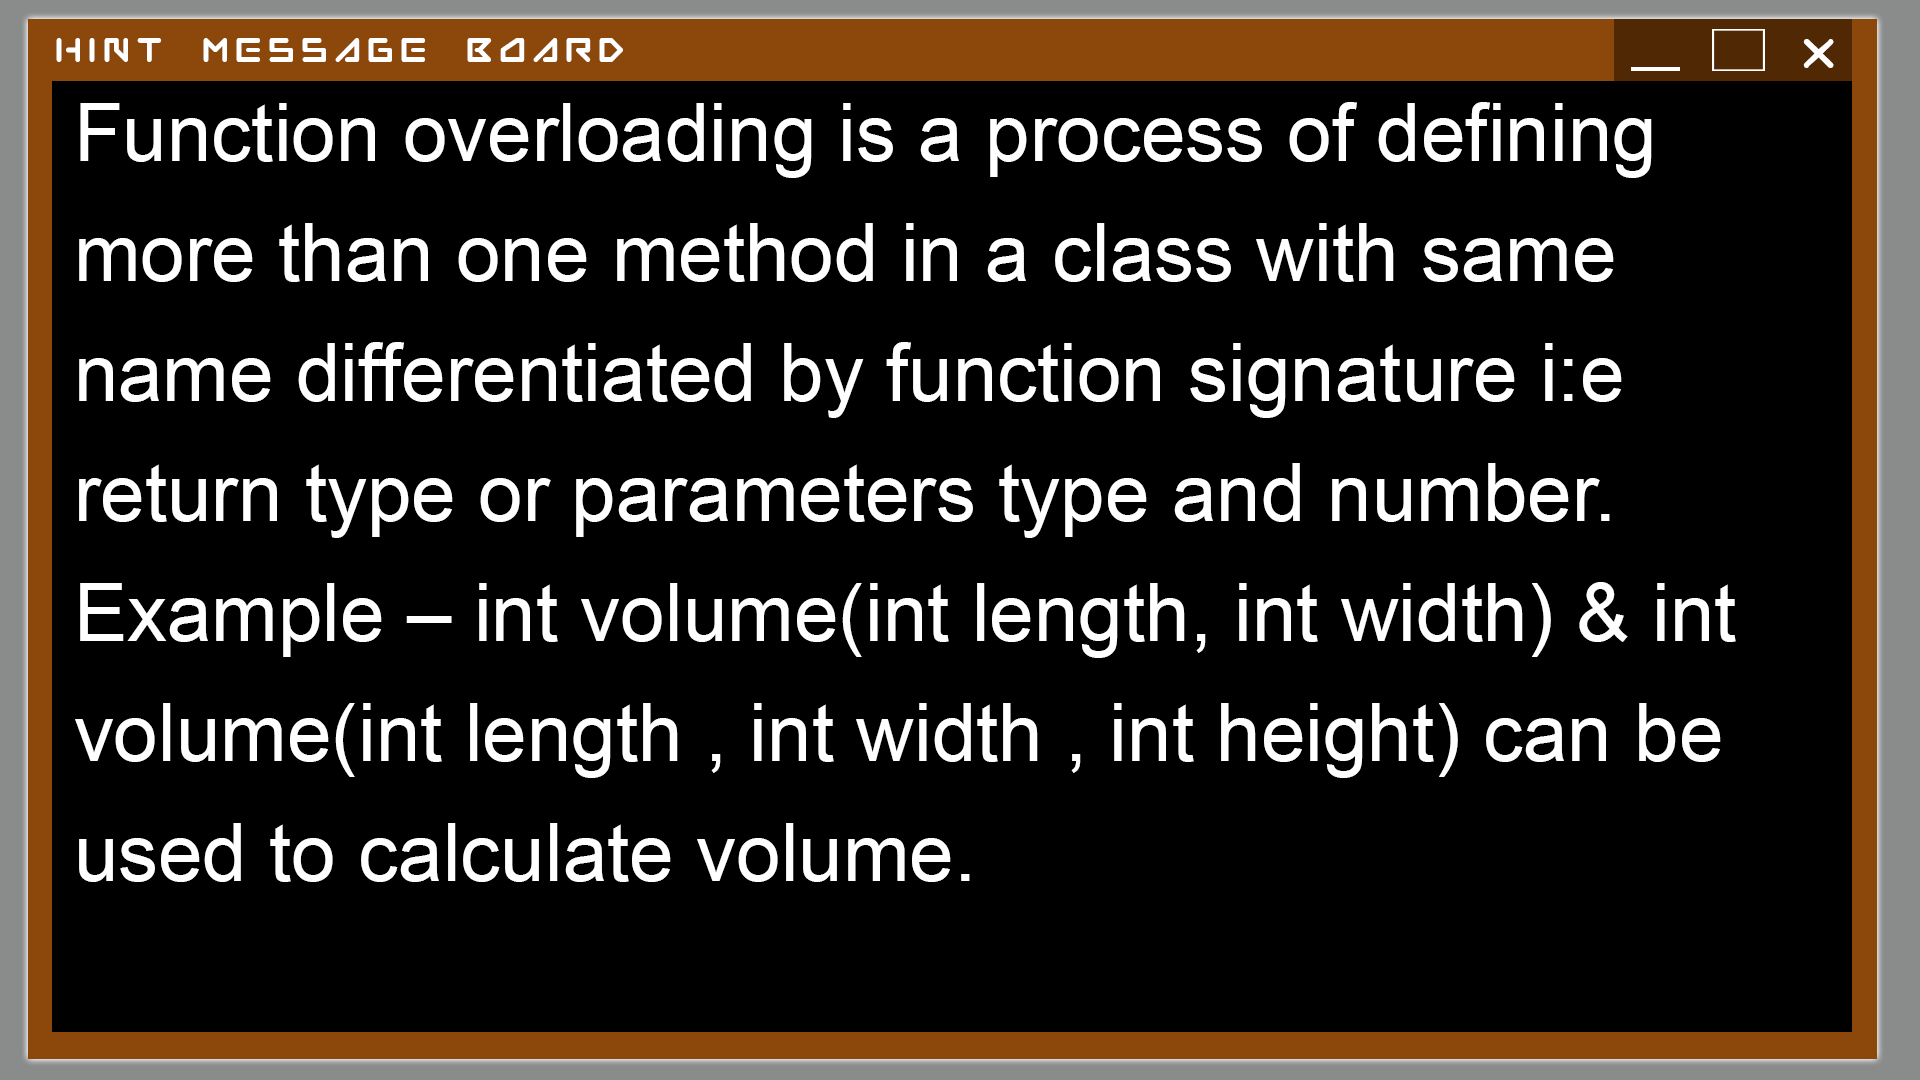 HINT MESSAGE BOARD
Function overloading is a process of defining
more than one method in a class with same
name differentiated by function signature i:e
return type or parameters type and number.
Example – int volume(int length, int width) & int
volume(int length , int width , int height) can be
used to calculate volume.